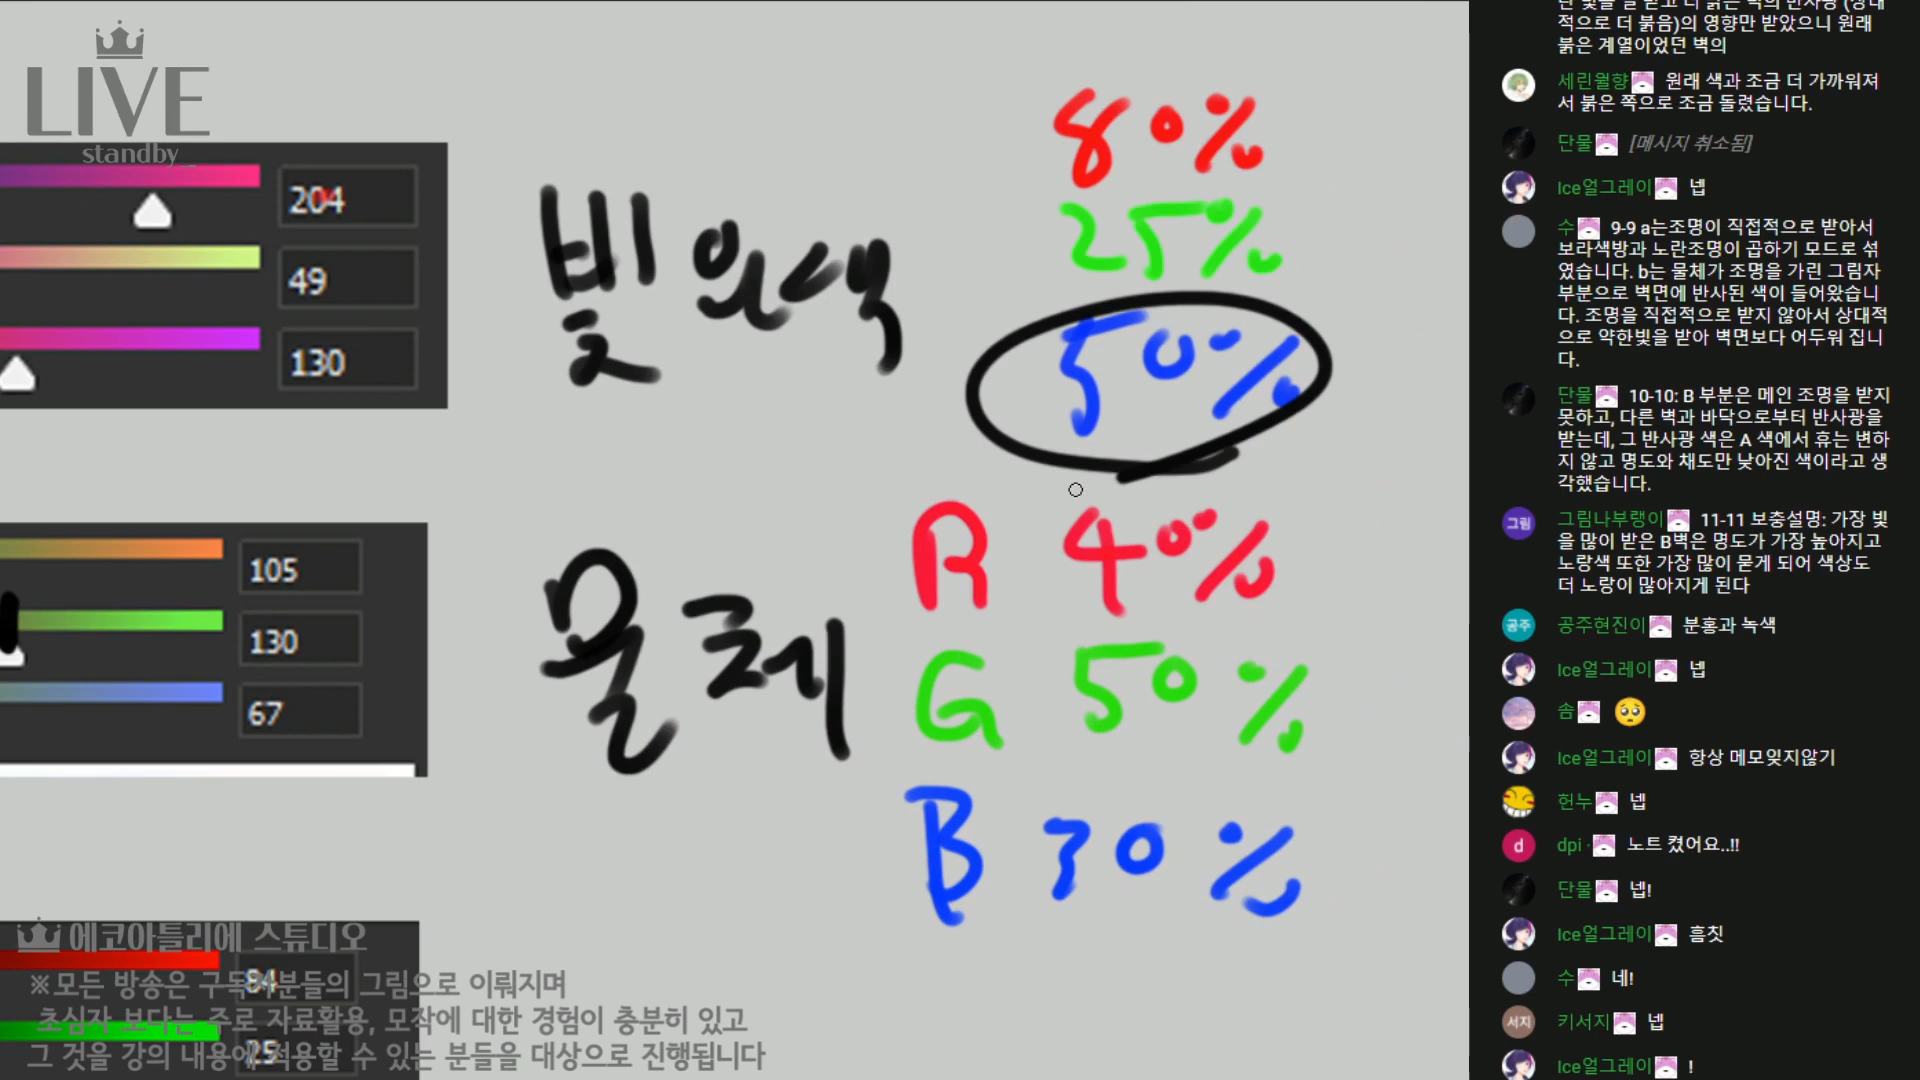 LIVE
standby
204
49
130
빛의색
80%
25%
50%
105
130
67
물체
R 40%
G 50%
B 30%
84
25
에코아틀리에 스튜디오
※모든 방송은 구독자분들의 그림으로 이뤄지며
초심자 보다는 주로 자료활용, 모작에 대한 경험이 충분히 있고
그 것을 강의 내용에 적용할 수 있는 분들을 대상으로 진행됩니다
적으로 더 붉음)의 영향만 받았으니 원래
붉은 계열이었던 벽의
세린월향 원래 색과 조금 더 가까워져
서 붉은 쪽으로 조금 돌렸습니다.
단물 [메시지 취소됨]
Ice얼그레이 넵
수 9-9 a는조명이 직접적으로 받아서
보라색방과 노란조명이 곱하기 모드로 섞
였습니다. b는 물체가 조명을 가린 그림자
부분으로 벽면에 반사된 색이 들어왔습니
다. 조명을 직접적으로 받지 않아서 상대적
으로 약한빛을 받아 벽면보다 어두워 집니
다.
단물 10-10: B 부분은 메인 조명을 받지
못하고, 다른 벽과 바닥으로부터 반사광을
받는데, 그 반사광 색은 A 색에서 휴는 변하
지 않고 명도와 채도만 낮아진 색이라고 생
각했습니다.
그림
그림나부랭이 11-11 보충설명: 가장 빛
을 많이 받은 B벽은 명도가 가장 높아지고
노랑색 또한 가장 많이 묻게 되어 색상도
더 노랑이 많아지게 된다
공주
공주현진이 분홍과 녹색
Ice얼그레이 넵
솜
Ice얼그레이 항상 메모잊지않기
헌누 넵
d
dpi · 노트 켰어요..!!
단물 넵!
Ice얼그레이 흠칫
수 네!
서지
키서지 넵
Ice얼그레이 !